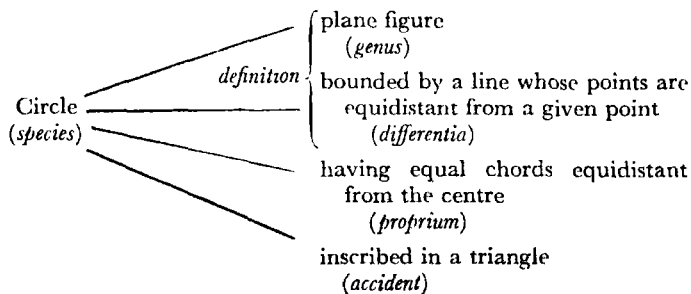 plane figure
(genus)
definition
bounded by a line whose points are
equidistant from a given point
(differentia)
Circle
(species)
having equal chords equidistant
from the centre
(proprium)
inscribed in a triangle
(accident)